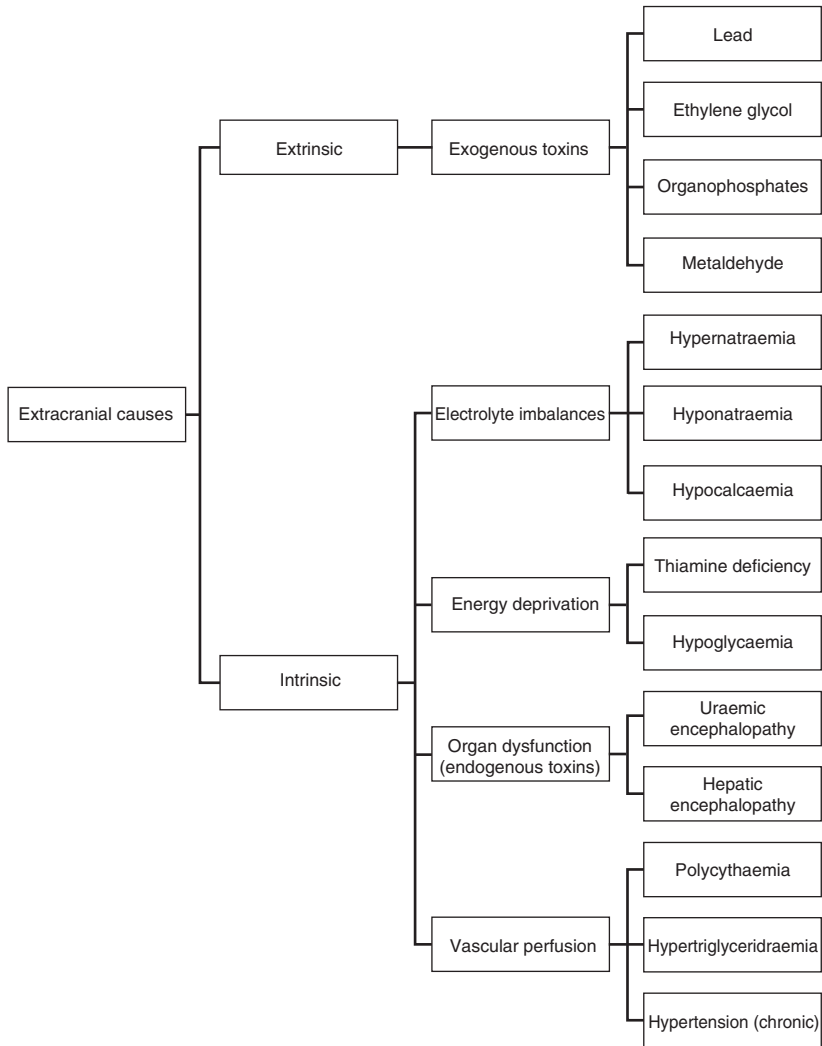 Lead
Ethylene glycol
Extrinsic
Exogenous toxins
Organophosphates
Metaldehyde
Hypernatraemia
Extracranial causes
Electrolyte imbalances
Hyponatraemia
Hypocalcaemia
Thiamine deficiency
Energy deprivation
Hypoglycaemia
Intrinsic
Uraemic
encephalopathy
Organ dysfunction
(endogenous toxins)
Hepatic
encephalopathy
Polycythaemia
Vascular perfusion
Hypertriglyceridraemia
Hypertension (chronic)